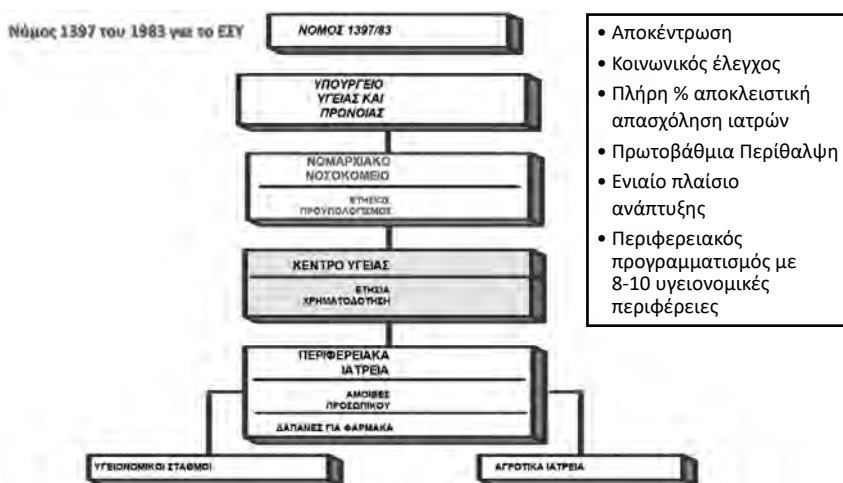 Νόμος 1397 του 1983 για το ΕΣΥ
ΝΟΜΟΣ 1397/83
ΥΠΟΥΡΓΕΙΟ
ΥΓΕΙΑΣ ΚΑΙ
ΠΡΩΝΟΙΑΣ
ΝΟΜΑΡΧΙΑΚΟ
ΝΟΣΟΚΟΜΕΙΟ
ΕΤΗΣΙΟΣ
ΠΡΟΥΠΟΛΟΓΙΣΜΟΣ
ΚΕΝΤΡΟ ΥΓΕΙΑΣ
ΕΤΗΣΙΑ
ΧΡΗΜΑΤΟΔΟΤΗΣΗ
ΠΕΡΙΦΕΡΕΙΑΚΑ
ΙΑΤΡΕΙΑ
ΑΜΟΙΒΕΣ
ΠΡΟΣΩΠΙΚΟΥ
ΔΑΠΑΝΕΣ ΓΙΑ ΦΑΡΜΑΚΑ
ΥΓΕΙΟΝΟΜΙΚΟΙ ΣΤΑΘΜΟΙ
ΑΓΡΟΤΙΚΑ ΙΑΤΡΕΙΑ
• Αποκέντρωση
• Κοινωνικός έλεγχος
• Πλήρη % αποκλειστική
απασχόληση ιατρών
• Πρωτοβάθμια Περίθαλψη
• Ενιαίο πλαίσιο
ανάπτυξης
• Περιφερειακός
προγραμματισμός με
8-10 υγειονομικές
περιφέρειες